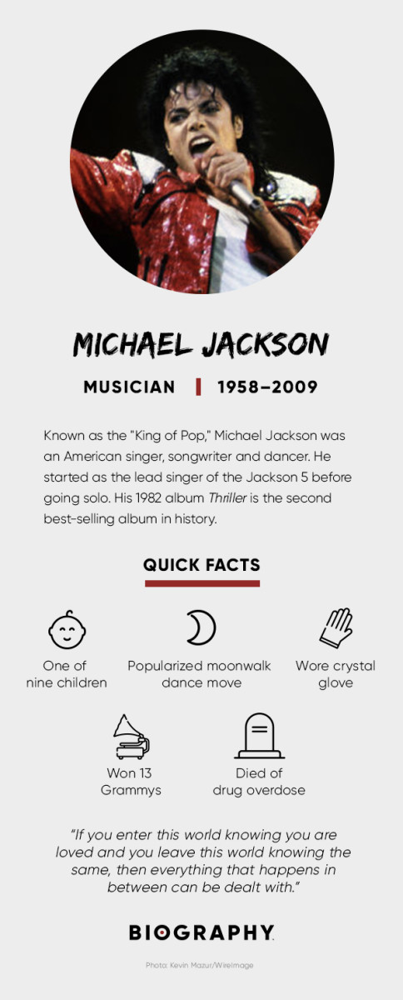 MICHAEL JACKSON
MUSICIAN | 1958–2009
Known as the "King of Pop," Michael Jackson was
an American singer, songwriter and dancer. He
started as the lead singer of the Jackson 5 before
going solo. His 1982 album Thriller is the second
best-selling album in history.
QUICK FACTS
One of
nine children
Popularized moonwalk
dance move
Wore crystal
glove
Won 13
Grammys
Died of
drug overdose
“If you enter this world knowing you are
loved and you leave this world knowing the
same, then everything that happens in
between can be dealt with.”
BIOGRAPHY.
Photo: Kevin Mazur/WireImage